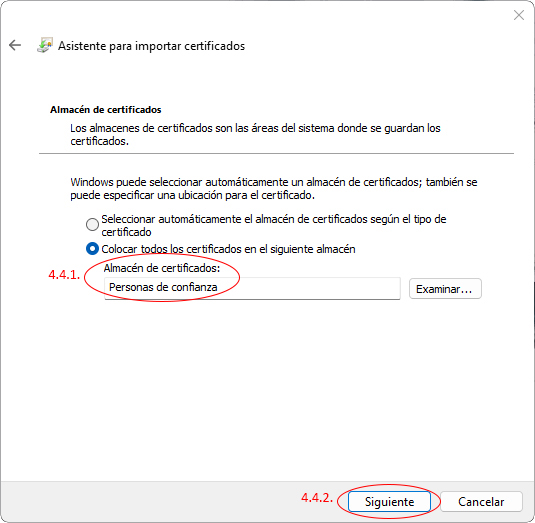 Asistente para importar certificados
Almacén de certificados
Los almacenes de certificados son las áreas del sistema donde se guardan los
certificados.
Windows puede seleccionar automáticamente un almacén de certificados; también se
puede especificar una ubicación para el certificado.
Seleccionar automáticamente el almacén de certificados según el tipo de
certificado
Colocar todos los certificados en el siguiente almacén
4.4.1.
Almacén de certificados:
Personas de confianza
Examinar...
4.4.2.
Siguiente
Cancelar